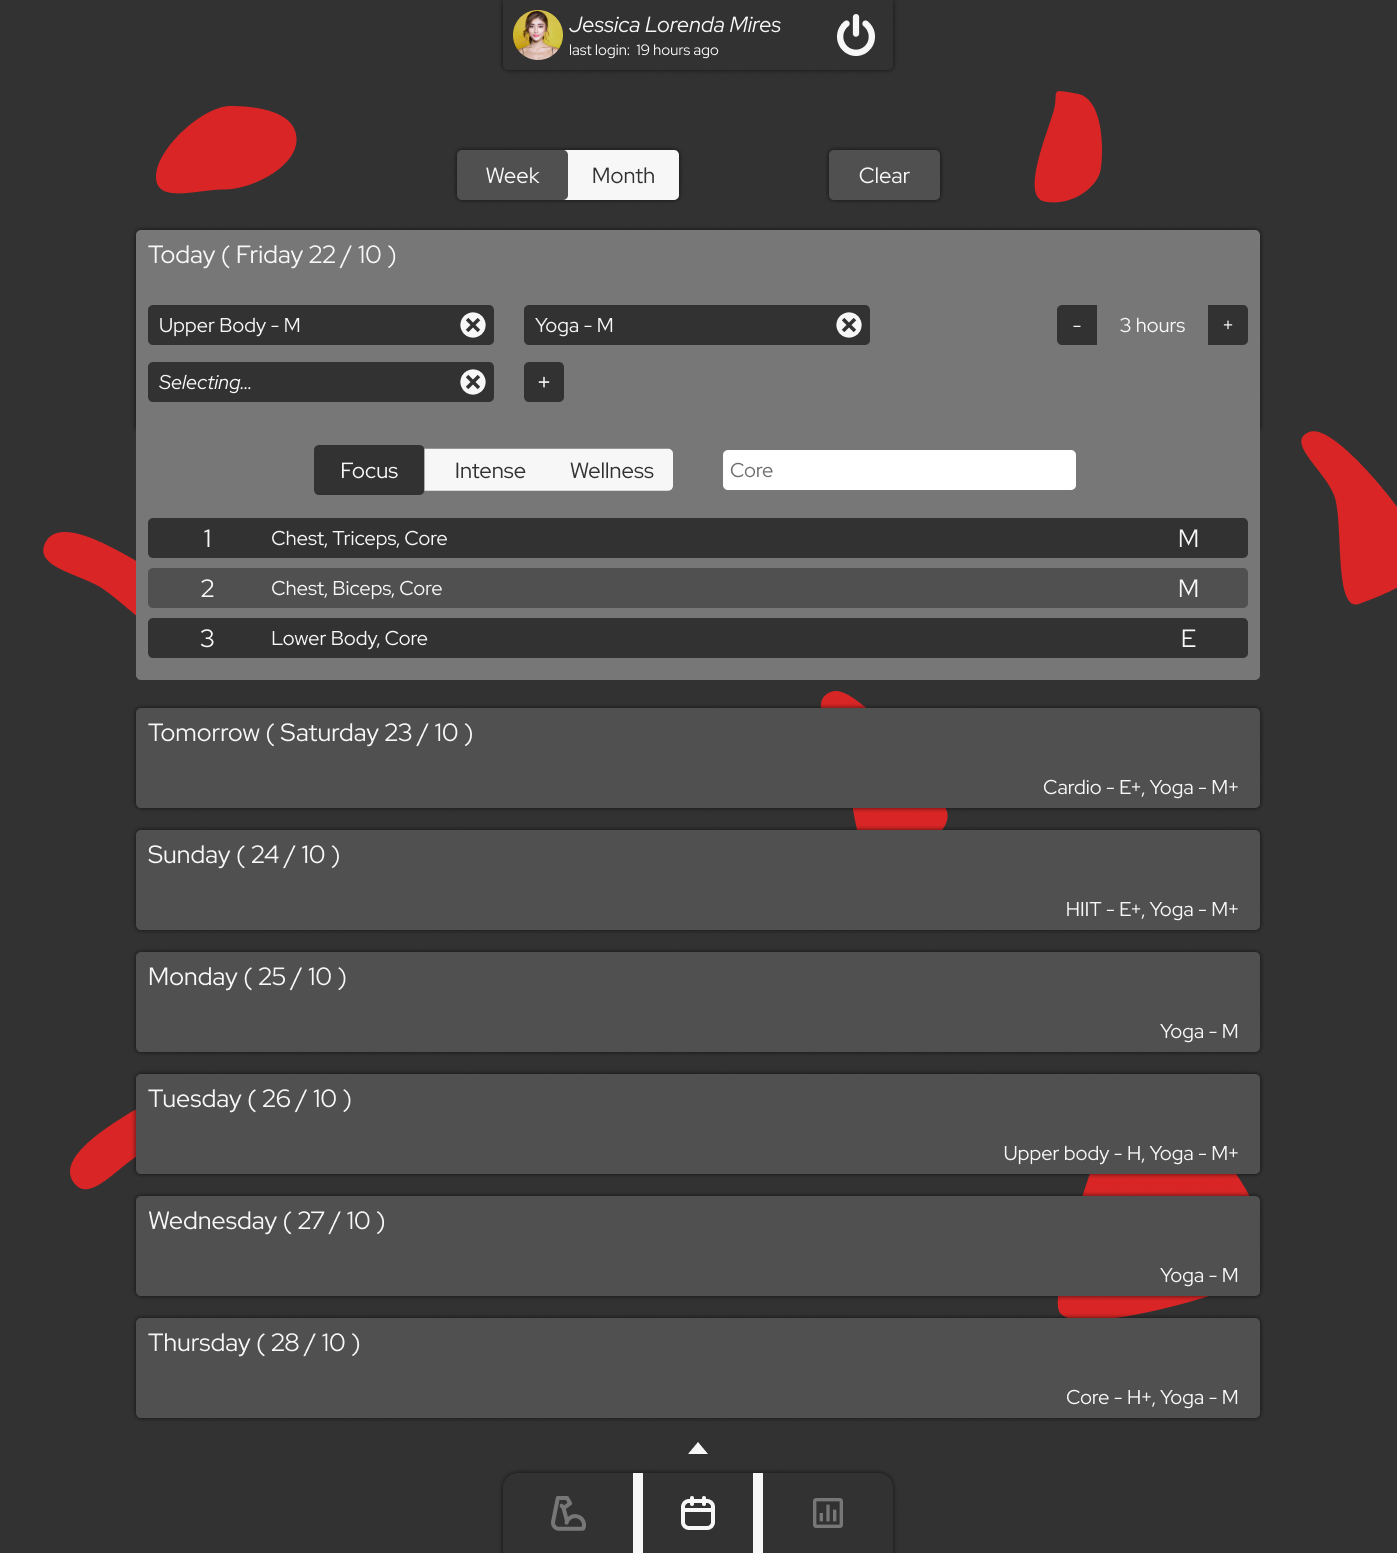 Jessica Lorenda Mires
last login: 19 hours ago
Week Month Clear
Today ( Friday 22 / 10 )
Upper Body - M Yoga - M - 3 hours +
Selecting... +
Focus Intense Wellness Core
1 Chest, Triceps, Core M
2 Chest, Biceps, Core M
3 Lower Body, Core E
Tomorrow ( Saturday 23 / 10 )
Cardio - E+, Yoga - M+
Sunday ( 24 / 10 )
HIIT - E+, Yoga - M+
Monday ( 25 / 10 )
Yoga - M
Tuesday ( 26 / 10 )
Upper body - H, Yoga - M+
Wednesday ( 27 / 10 )
Yoga - M
Thursday ( 28 / 10 )
Core - H+, Yoga - M